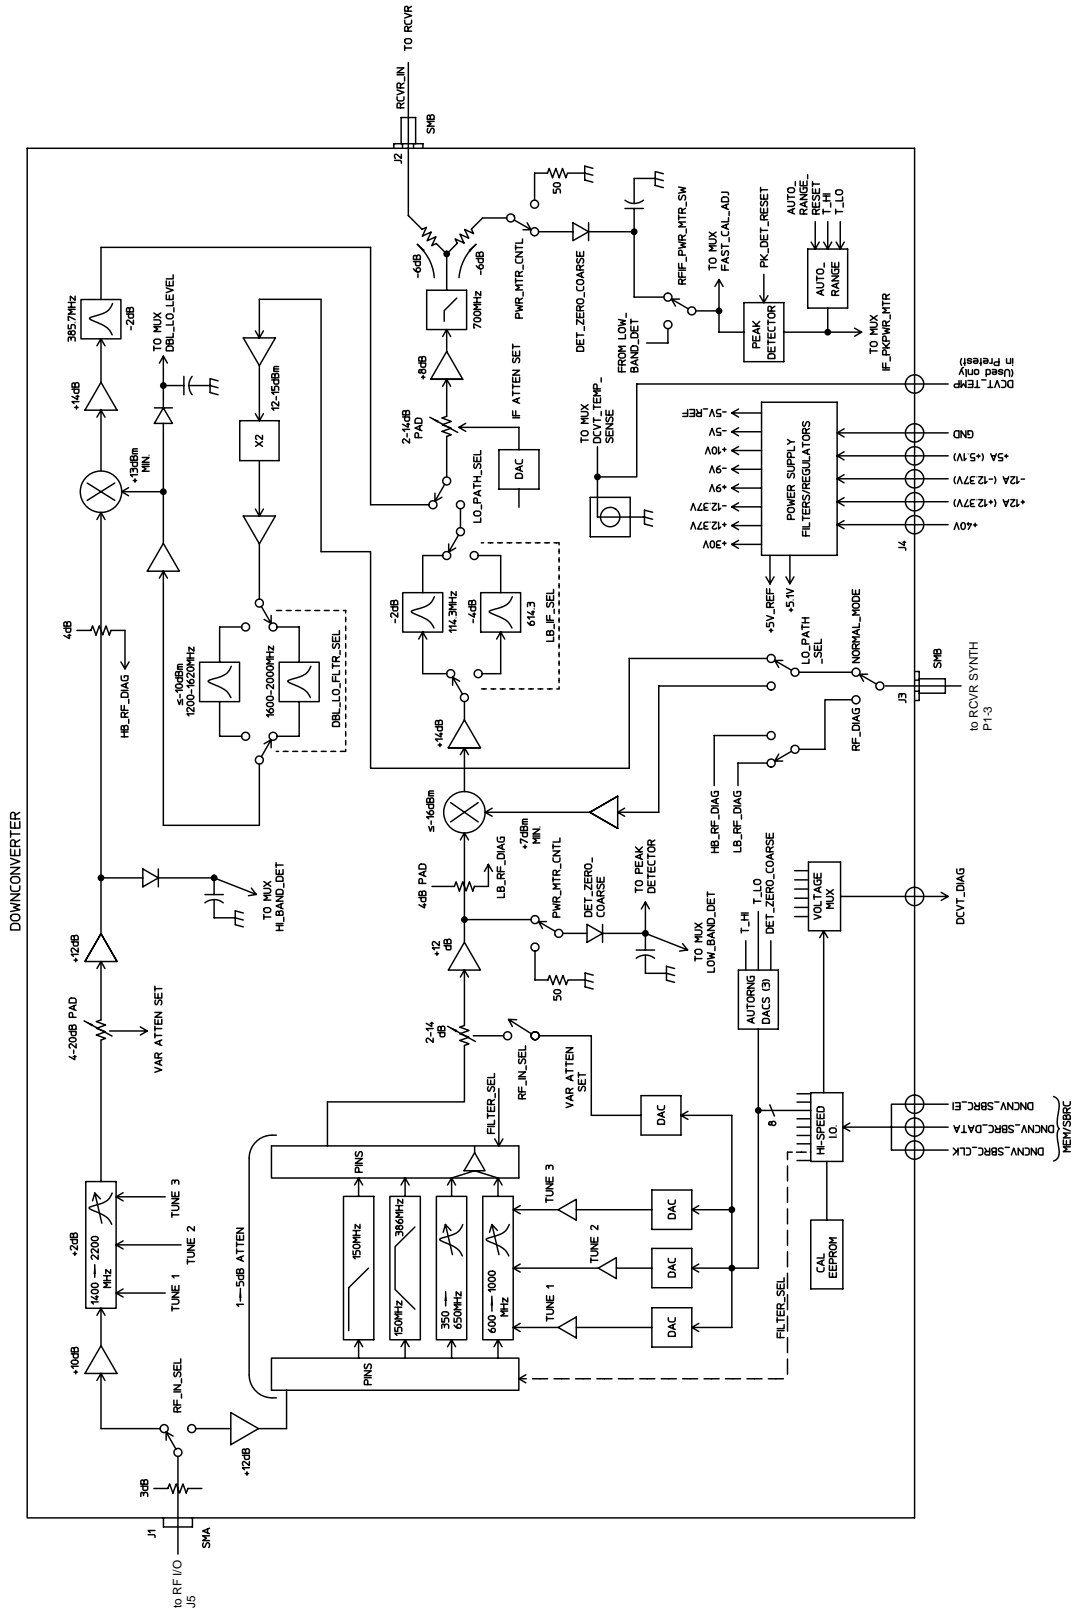 DOWNCONVERTER
to RF I/O
J5
J1
SMA
3dB
RF_IN_SEL
+10dB
+12dB
+2dB
1400 — 2200
MHz
TUNE 1
TUNE 2
TUNE 3
4-20dB PAD
VAR ATTEN SET
+12dB
TO MUX
HI_BAND_DET
4dB
HB_RF_DIAG
+13dBm
MIN.
+14dB
385.7MHz
-2dB
TO MUX
DBL_LO_LEVEL
12-15dBm
X2
≤-10dBm
1200-1620MHz
1600-2000MHz
DBL_LO_FLTR_SEL
1—5dB ATTEN
PINS
150MHz
150MHz
386MHz
350 —
650MHz
600 — 1000
MHz
PINS
FILTER_SEL
2-14
dB
RF_IN_SEL
VAR ATTEN
SET
+12
dB
50
PWR_MTR_CNTL
DET_ZERO_
COARSE
TO PEAK
DETECTOR
TO MUX
LOW_BAND_DET
4dB PAD
LB_RF_DIAG
≤-16dBm
+7dBm
MIN.
+14dB
-2dB
114.3MHz
-4dB
614.3
LB_IF_SEL
LO_PATH_SEL
2-14dB
PAD
IF ATTEN SET
DAC
+8dB
700MHz
-6dB
-6dB
J2
SMB
RCVR_IN
TO RCVR
PWR_MTR_CNTL
50
DET_ZERO_COARSE
RFIF_PWR_MTR_SW
FROM LOW_
BAND_DET
TO MUX
FAST_CAL_ADJ
PK_DET_RESET
PEAK
DETECTOR
AUTO_
RANGE_
RESET
T_HI
T_LO
AUTO_
RANGE
TO MUX
IF_PKPWR_MTR
TO MUX
DCVT_TEMP_
SENSE
DCVT_TEMP
(Used only
in Pretest)
-5V_REF
-5V
+10V
-9V
+9V
-12.37V
+12.37V
+30V
POWER SUPPLY
FILTERS/REGULATORS
+5V_REF
+5.1V
GND
+5A (+5.1V)
-12A (-12.37V)
+12A (+12.37V)
+40V
J4
LO_PATH
_SEL
NORMAL_MODE
RF_DIAG
HB_RF_DIAG
LB_RF_DIAG
J3
SMB
to RCVR SYNTH
P1-3
TUNE 1
TUNE 2
TUNE 3
DAC
DAC
DAC
DAC
T_HI
T_LO
DET_ZERO_COARSE
AUTORNG
DACS (3)
VOLTAGE
MUX
DCVT_DIAG
8
HI-SPEED
I.O.
FILTER_SEL
CAL
EEPROM
DNCNV_SBRC_EI
DNCNV_SBRC_DATA
DNCNV_SBRC_CLK
MEM/SBRC